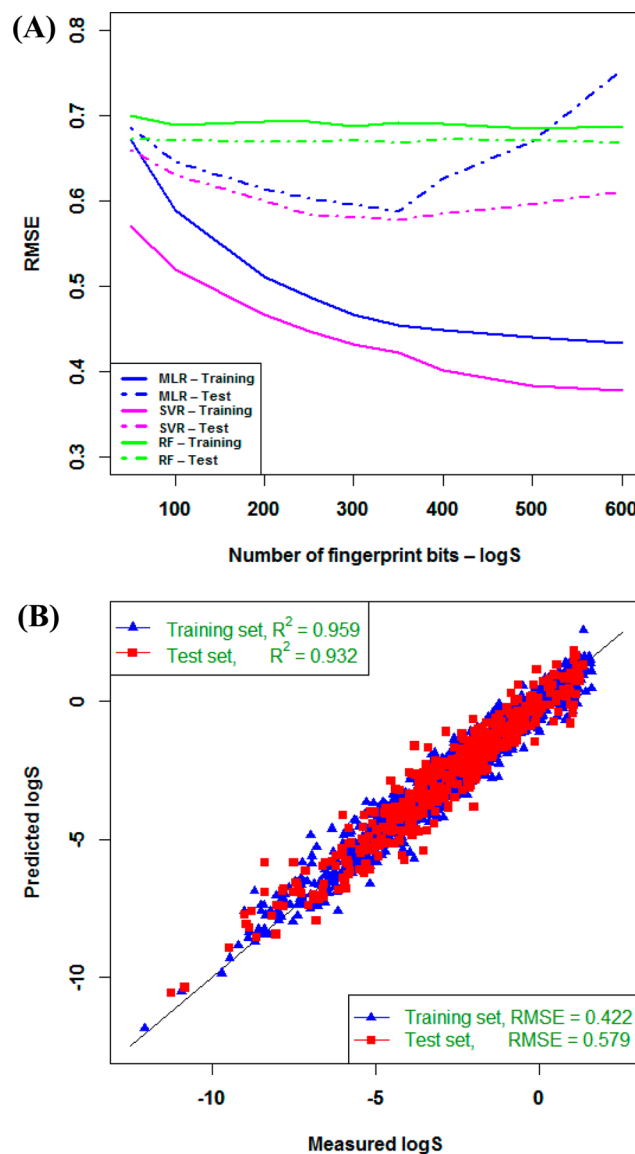 (A)
0.8
0.7
0.6
0.5
0.4
0.3
RMSE
MLR – Training
MLR – Test
SVR – Training
SVR – Test
RF – Training
RF – Test
100 200 300 400 500 600
Number of fingerprint bits – logS
(B)
Training set, R2 = 0.959
Test set, R2 = 0.932
0
-5
-10
Predicted logS
Training set, RMSE = 0.422
Test set, RMSE = 0.579
-10 -5 0
Measured logS